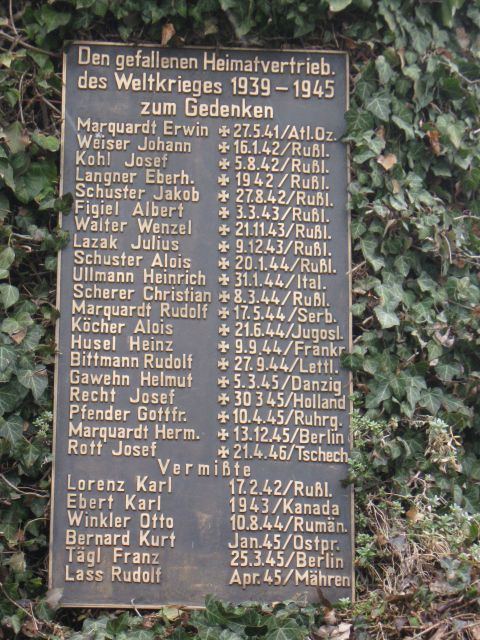 Den gefallenen Heimatvertrieb.
des Weltkrieges 1939 – 1945
zum Gedenken
Marquardt Erwin ✠ 27.5.41/Atl.Oz.
Weiser Johann ✠ 16.1.42/Rußl.
Kohl Josef ✠ 5.8.42/Rußl.
Langner Eberh. ✠ 1942/Rußl.
Schuster Jakob ✠ 27.8.42/Rußl.
Figiel Albert ✠ 3.3.43/Rußl.
Walter Wenzel ✠ 21.11.43/Rußl.
Lazak Julius ✠ 9.12.43/Rußl.
Schuster Alois ✠ 20.1.44/Rußl.
Ullmann Heinrich ✠ 31.1.44/Ital.
Scherer Christian ✠ 8.3.44/Rußl.
Marquardt Rudolf ✠ 17.5.44/Serb.
Köcher Alois ✠ 21.6.44/Jugosl.
Husel Heinz ✠ 9.9.44/Frankr.
Bittmann Rudolf ✠ 27.9.44/Lettl.
Gawehn Helmut ✠ 5.3.45/Danzig
Recht Josef ✠ 30.3.45/Holland
Pfender Gottfr. ✠ 10.4.45/Ruhrg.
Marquardt Herm. ✠ 13.12.45/Berlin
Rott Josef ✠ 21.4.46/Tschech.
Vermißte
Lorenz Karl 17.2.42/Rußl.
Ebert Karl 1943/Kanada
Winkler Otto 10.8.44/Rumän.
Bernard Kurt Jan.45/Ostpr.
Tägl Franz 25.3.45/Berlin
Lass Rudolf Apr.45/Mähren